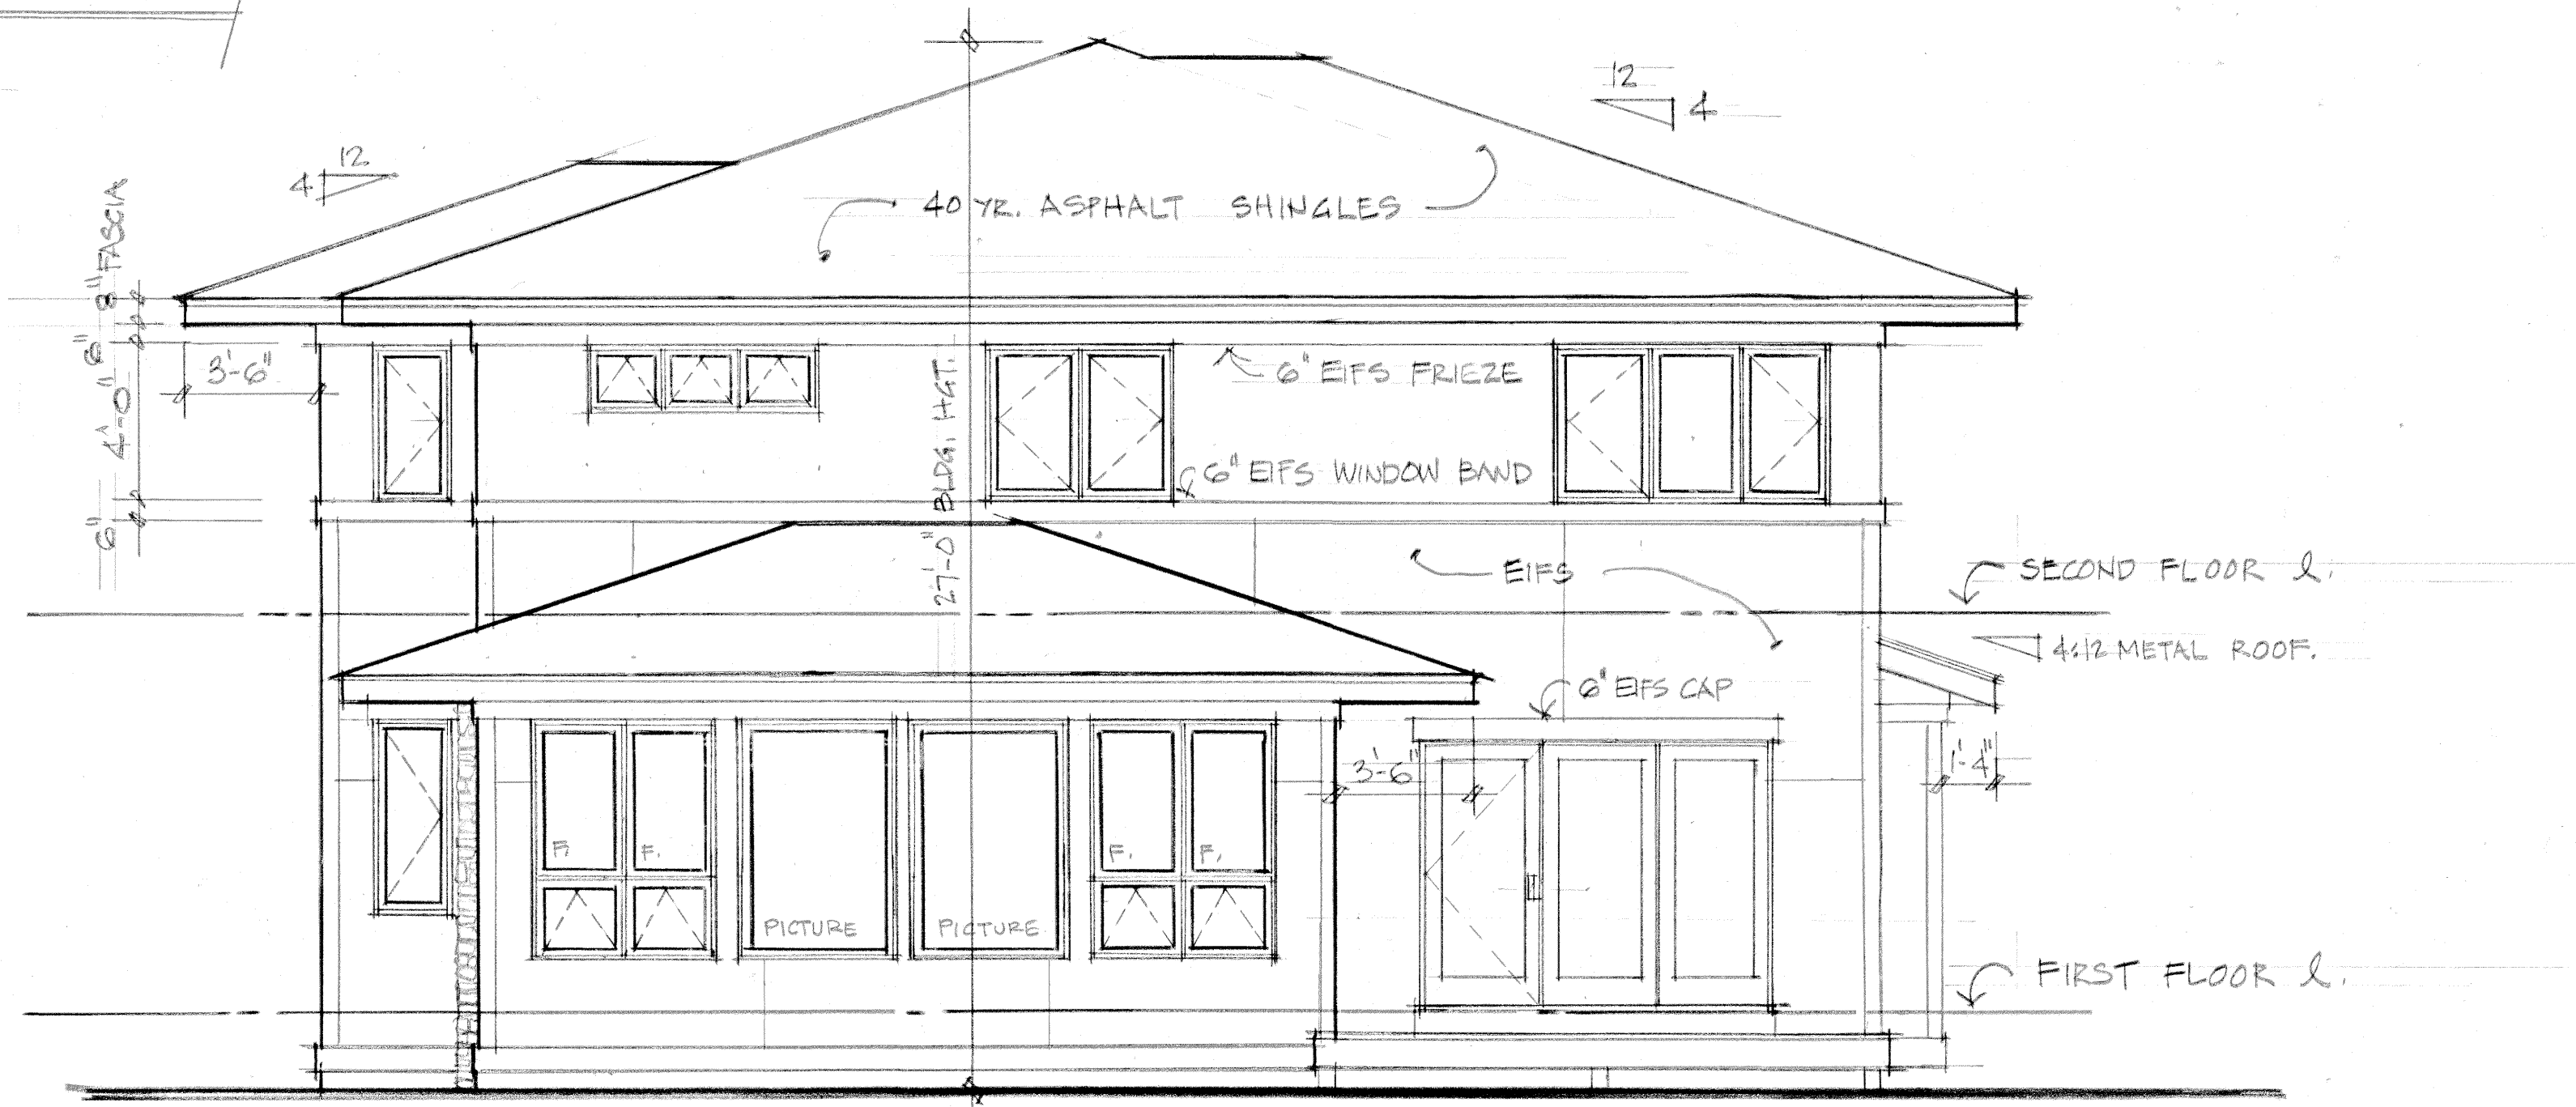 12
4
12
4
8" FASCIA
40 YR. ASPHALT SHINGLES
6"
3'-6"
4'-0"
6"
6" EIFS FRIEZE
6" EIFS WINDOW BAND
27'-0" BLDG. HGT.
EIFS
SECOND FLOOR ℓ.
4:12 METAL ROOF.
6" EIFS CAP
3'-6"
1'-4"
F.
F.
F.
F.
PICTURE
PICTURE
FIRST FLOOR ℓ.